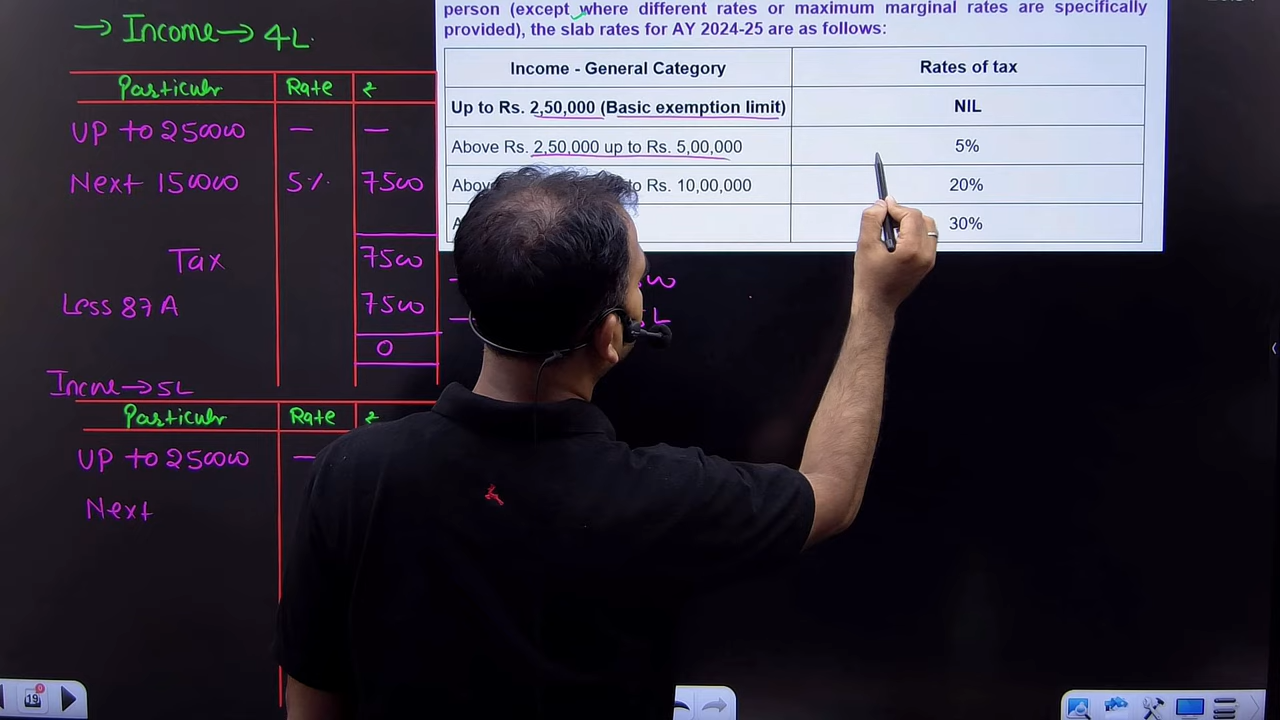 → Income → 4L.
Particular Rate ₹
UP to 250000 — —
Next 150000 5%. 7500
Tax 7500
Less 87A 7500
0
Incme → 5L
Particular Rate ₹
UP to 250000 —
Next
person (except where different rates or maximum marginal rates are specifically
provided), the slab rates for AY 2024-25 are as follows:
Income - General Category Rates of tax
Up to Rs. 2,50,000 (Basic exemption limit) NIL
Above Rs. 2,50,000 up to Rs. 5,00,000 5%
to Rs. 10,00,000 20%
30%
19